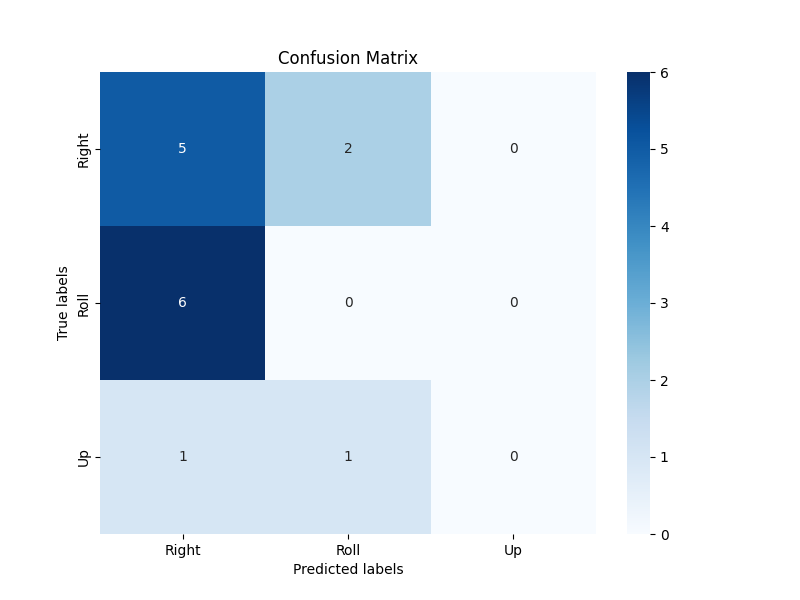 Confusion Matrix
Right
Roll
Up
True labels
5 2 0
6 0 0
1 1 0
Right Roll Up
Predicted labels
6
5
4
3
2
1
0